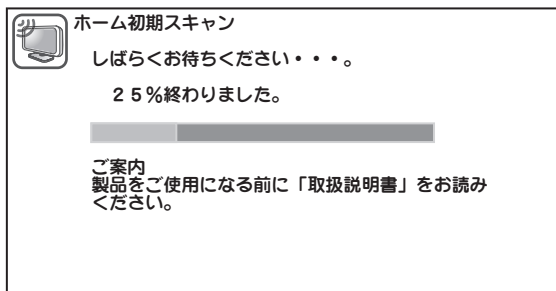 ホーム初期スキャン
しばらくお待ちください・・・。
２５％終わりました。
ご案内
製品をご使用になる前に「取扱説明書」をお読み
ください。